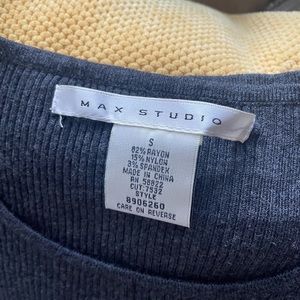 MAX STUDIO
S
82% RAYON
15% NYLON
3% SPANDEX
MADE IN CHINA
RN 58822
CUT: 7532
STYLE
8906260
CARE ON REVERSE